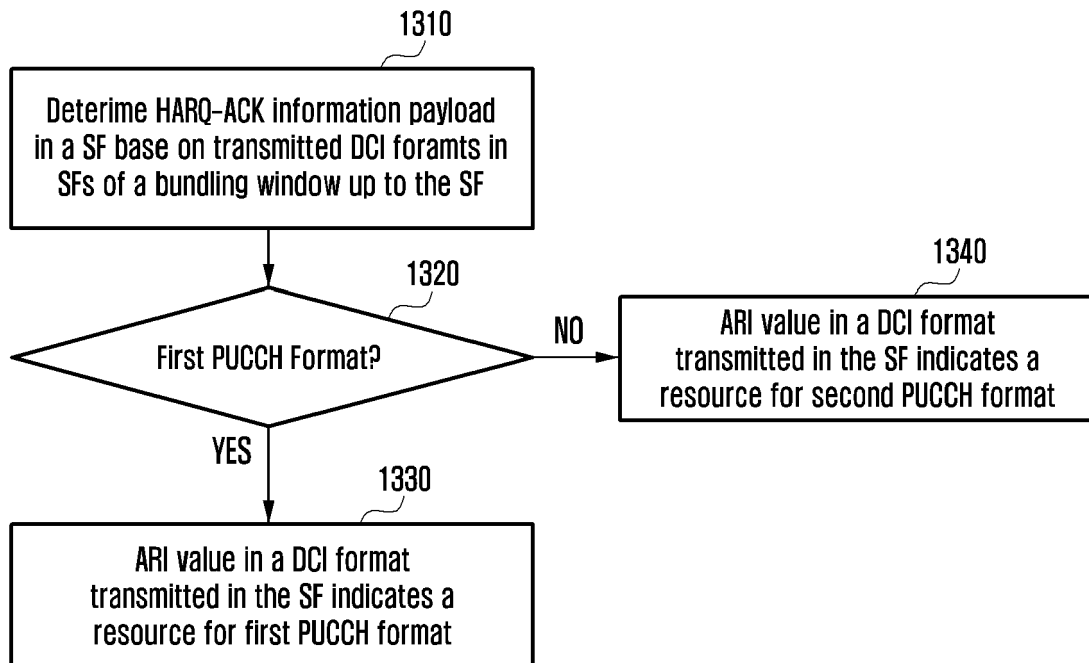 1310
Deterime HARQ-ACK information payload
in a SF base on transmitted DCI foramts in
SFs of a bundling window up to the SF
1320
First PUCCH Format?
NO
YES
1340
ARI value in a DCI format
transmitted in the SF indicates a
resource for second PUCCH format
1330
ARI value in a DCI format
transmitted in the SF indicates a
resource for first PUCCH format